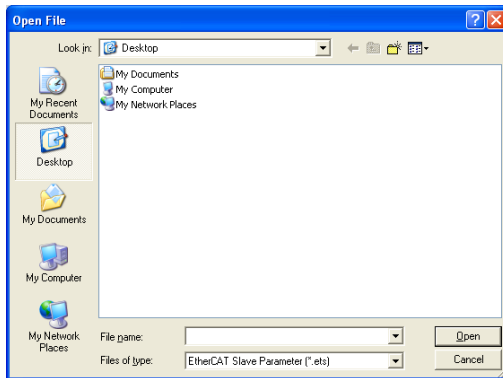 Open File
Look in: Desktop
My Documents
My Computer
My Network Places
My Recent
Documents
Desktop
My Documents
My Computer
My Network
Places
File name:
Open
Files of type: EtherCAT Slave Parameter (*.ets)
Cancel